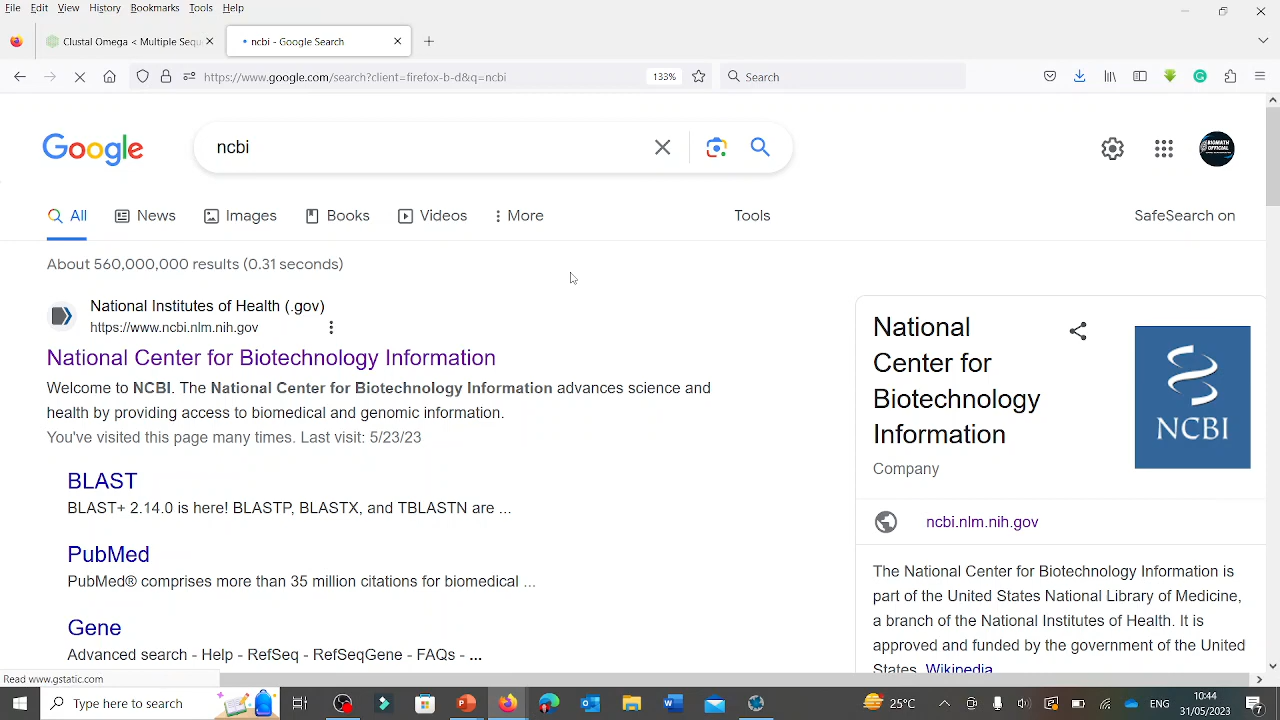 File Edit View History Bookmarks Tools Help
Clustal Omega < Multiple Sequ
ncbi - Google Search
https://www.google.com/search?client=firefox-b-d&q=ncbi
133%
Search
Google
ncbi
BIOMATH
OFFICIAL
All News Images Books Videos More Tools SafeSearch on
About 560,000,000 results (0.31 seconds)
National Institutes of Health (.gov)
https://www.ncbi.nlm.nih.gov
National Center for Biotechnology Information
Welcome to NCBI. The National Center for Biotechnology Information advances science and
health by providing access to biomedical and genomic information.
You've visited this page many times. Last visit: 5/23/23
BLAST
BLAST+ 2.14.0 is here! BLASTP, BLASTX, and TBLASTN are ...
PubMed
PubMed® comprises more than 35 million citations for biomedical ...
Gene
Advanced search - Help - RefSeq - RefSeqGene - FAQs - ...
National
Center for
Biotechnology
Information
Company
NCBI
ncbi.nlm.nih.gov
The National Center for Biotechnology Information is
part of the United States National Library of Medicine,
a branch of the National Institutes of Health. It is
approved and funded by the government of the United
States. Wikipedia
Read www.gstatic.com
Type here to search
25°C
ENG
10:44
31/05/2023